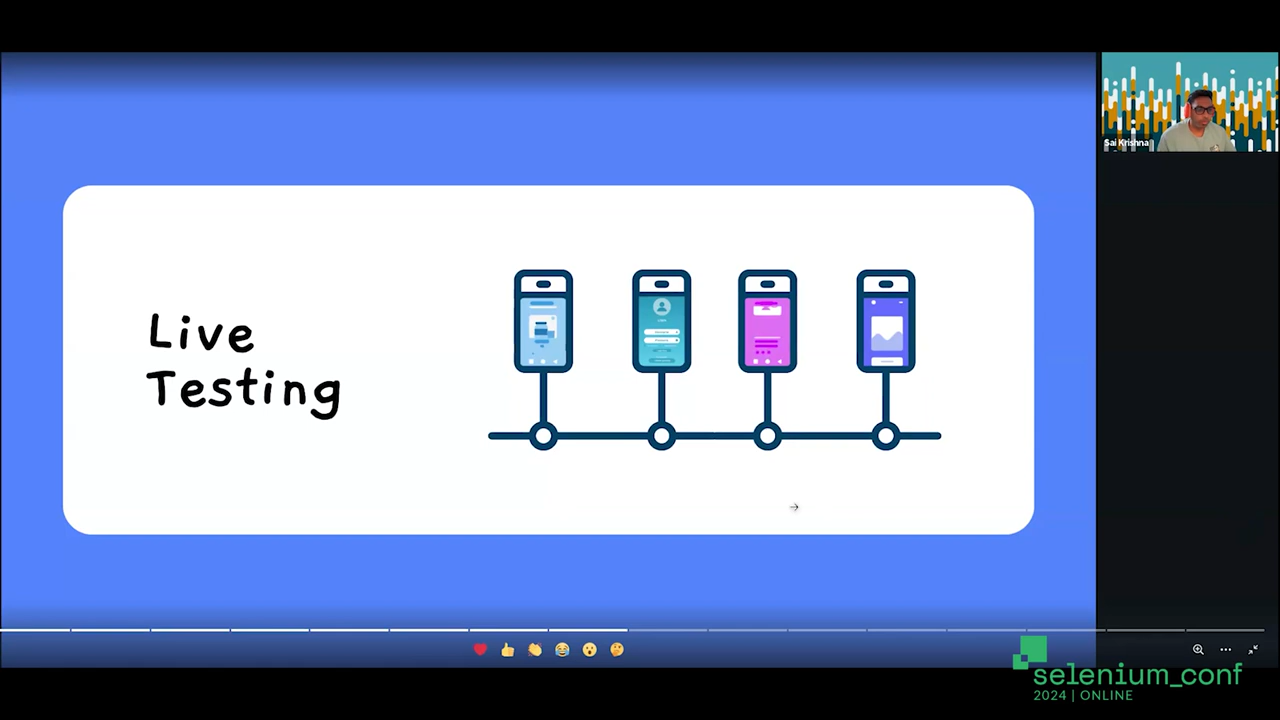 Sai Krishna
Live
Testing
selenium_conf
2024 | ONLINE